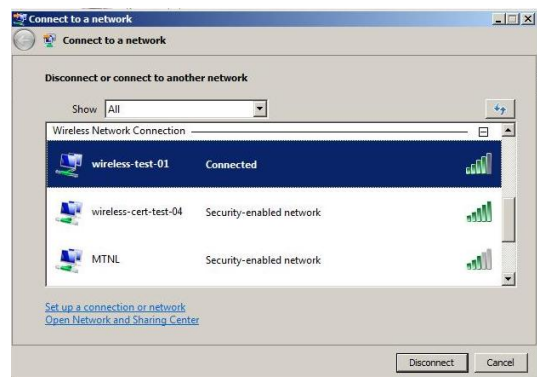 Connect to a network
Connect to a network
Disconnect or connect to another network
Show All
Wireless Network Connection
wireless-test-01 Connected
wireless-cert-test-04 Security-enabled network
MTNL Security-enabled network
Set up a connection or network
Open Network and Sharing Center
Disconnect Cancel